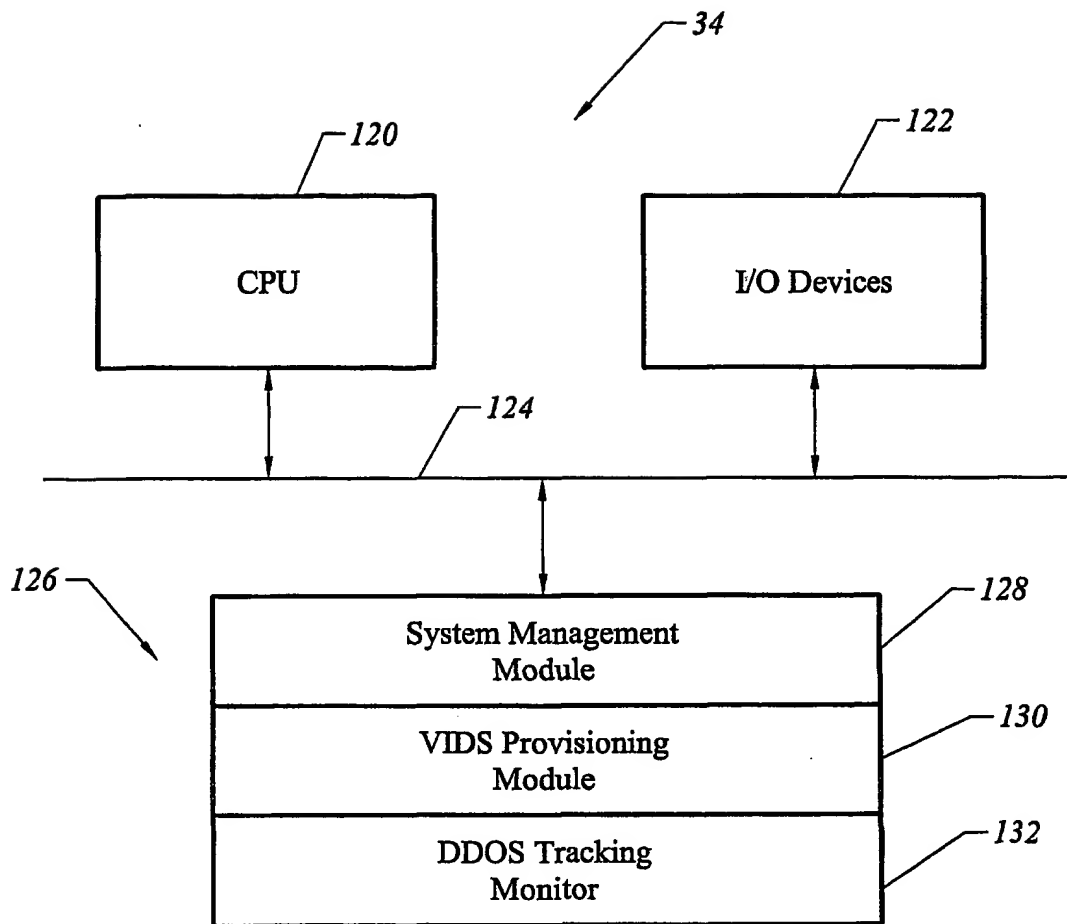 34
120
122
CPU
I/O Devices
124
126
128
System Management
Module
130
VIDS Provisioning
Module
132
DDOS Tracking
Monitor